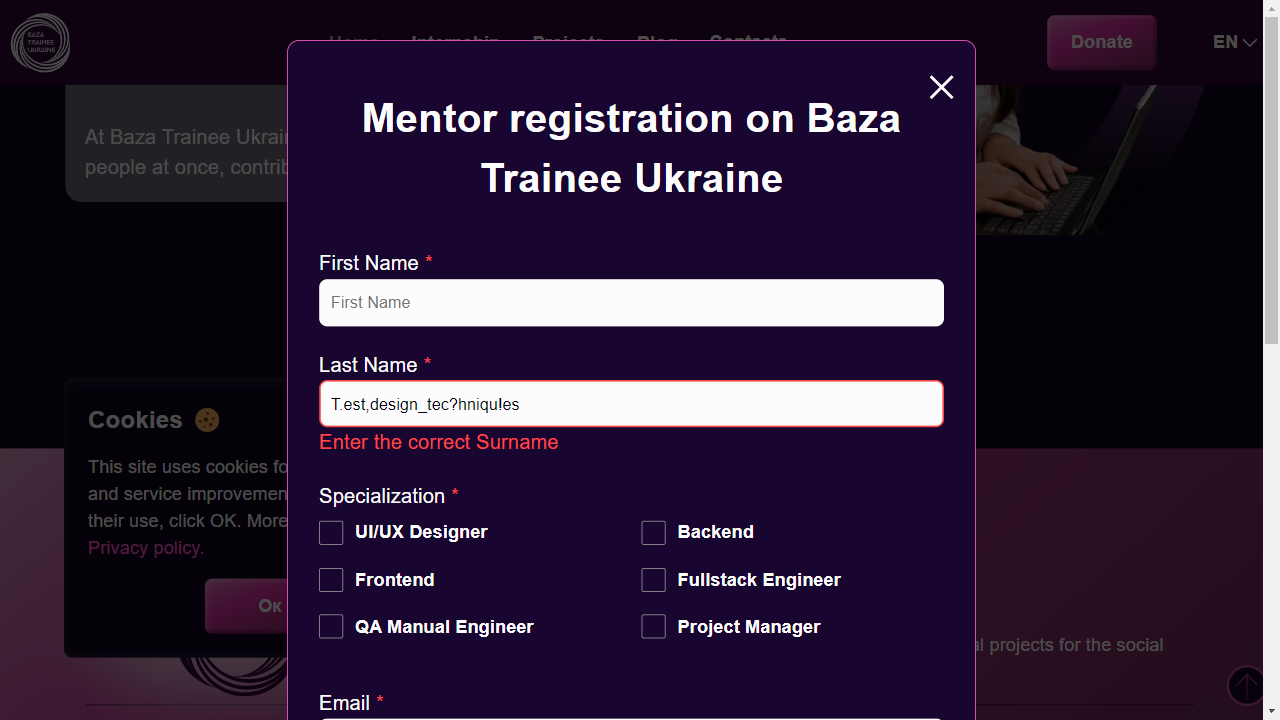 BAZA
TRAINEE
UKRAINE
Home Internship Projects Blog Contacts
Donate
EN
Mentor registration on Baza
Trainee Ukraine
At Baza Trainee
people at once, contrib
First Name *
First Name
Last Name *
T.est,design_tec?hniqu!es
Enter the correct Surname
Cookies
This site uses cookies fo
and service improvemen
their use, click OK. More
Privacy policy.
Ок
Specialization *
UI/UX Designer
Backend
Frontend
Fullstack Engineer
QA Manual Engineer
Project Manager
al projects for the social
Email *